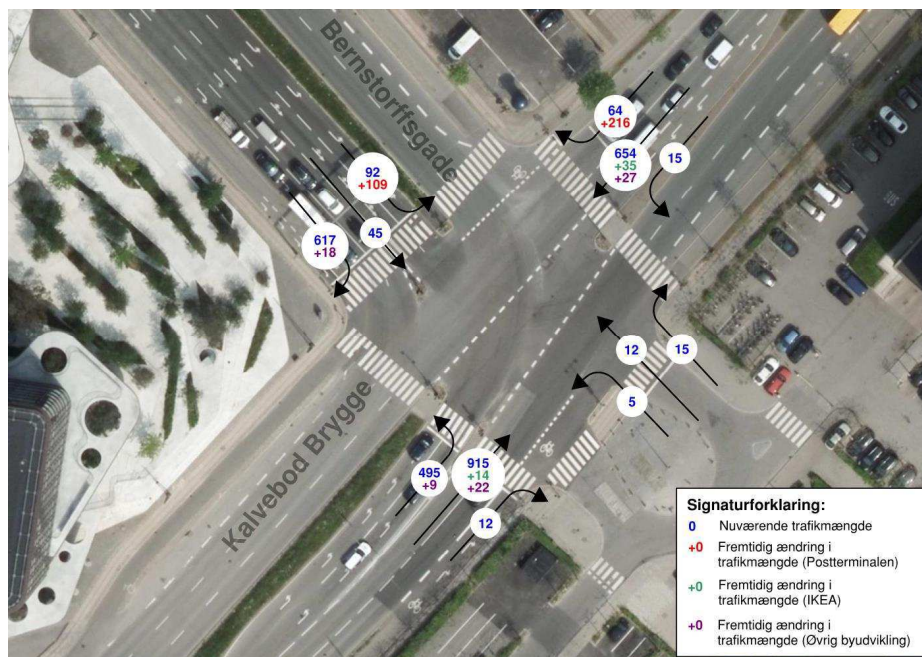 Bernstorffsgade
64
+216
654
+35
+27
15
92
+109
45
617
+18
12
15
5
Kalvebod Brygge
495
+9
915
+14
+22
12
Signaturforklaring:
0 Nuværende trafikmængde
+0 Fremtidig ændring i
trafikmængde (Postterminalen)
+0 Fremtidig ændring i
trafikmængde (IKEA)
+0 Fremtidig ændring i
trafikmængde (Øvrig byudvikling)